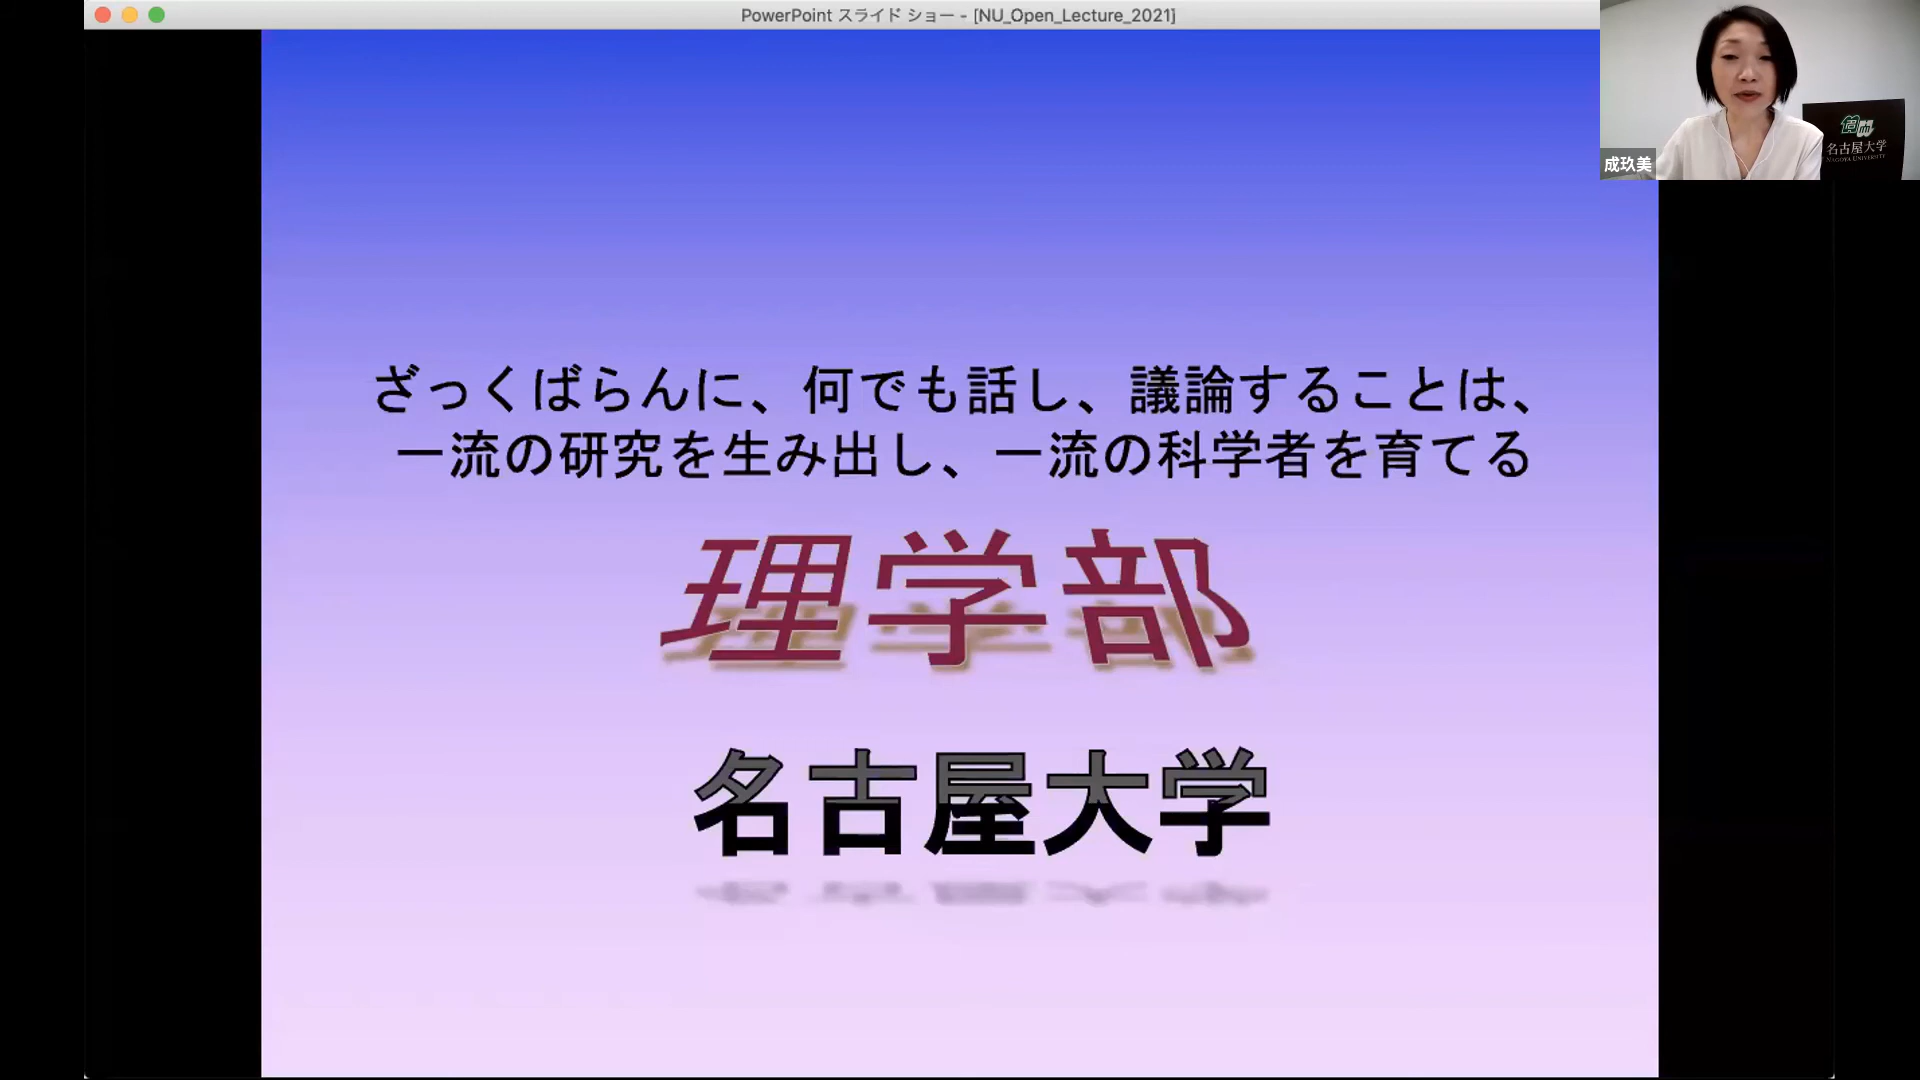 PowerPoint スライド ショー - [NU_Open_Lecture_2021]
成玖美
名古屋大学
NAGOYA UNIVERSITY
ざっくばらんに、何でも話し、議論することは、
一流の研究を生み出し、一流の科学者を育てる
理学部
名古屋大学